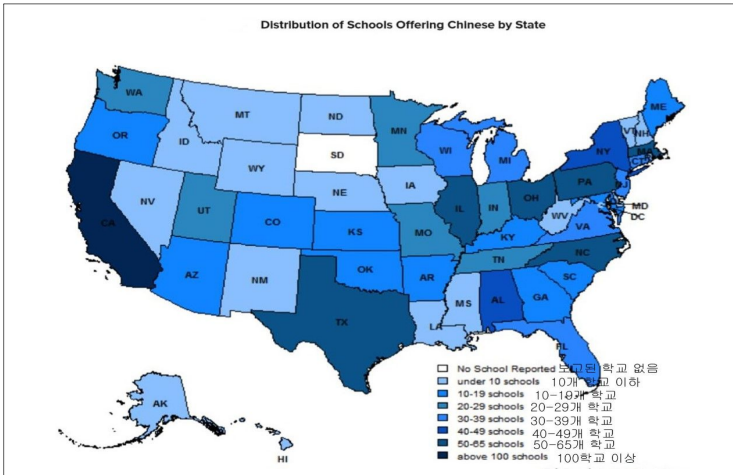 Distribution of Schools Offering Chinese by State
WA
MT
ND
MN
ME
OR
ID
WY
SD
WI
MI
VT
NH
NY
MA
CT
NV
UT
CO
NE
IA
IL
IN
OH
PA
NJ
MD
DC
CA
KS
MO
KY
WV
VA
AZ
NM
OK
AR
TN
NC
SC
TX
LA
MS
AL
GA
FL
AK
HI
No School Reported 보고된 학교 없음
under 10 schools 10개 학교 이하
10-19 schools 10-19개 학교
20-29 schools 20-29개 학교
30-39 schools 30-39개 학교
40-49 schools 40-49개 학교
50-65 schools 50-65개 학교
above 100 schools 100학교 이상